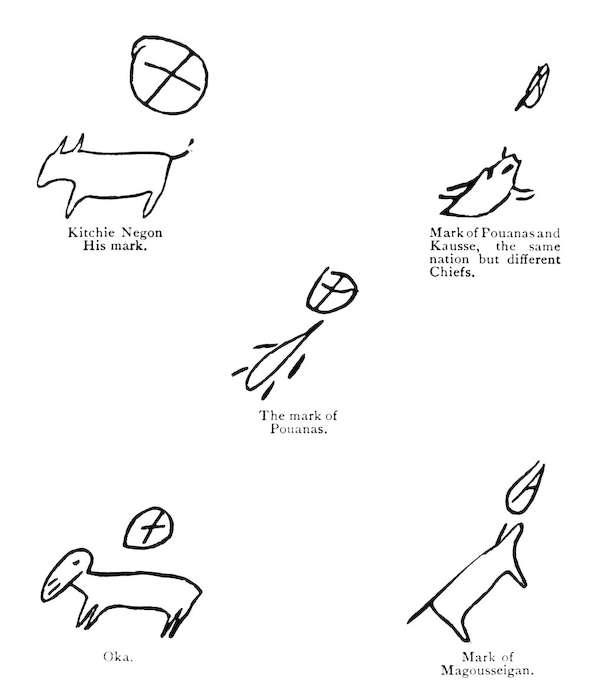 Kitchie Negon
His mark.
Mark of Pouanas and
Kausse, the same
nation but different
Chiefs.
The mark of
Pouanas.
Oka.
Mark of
Magousseigan.